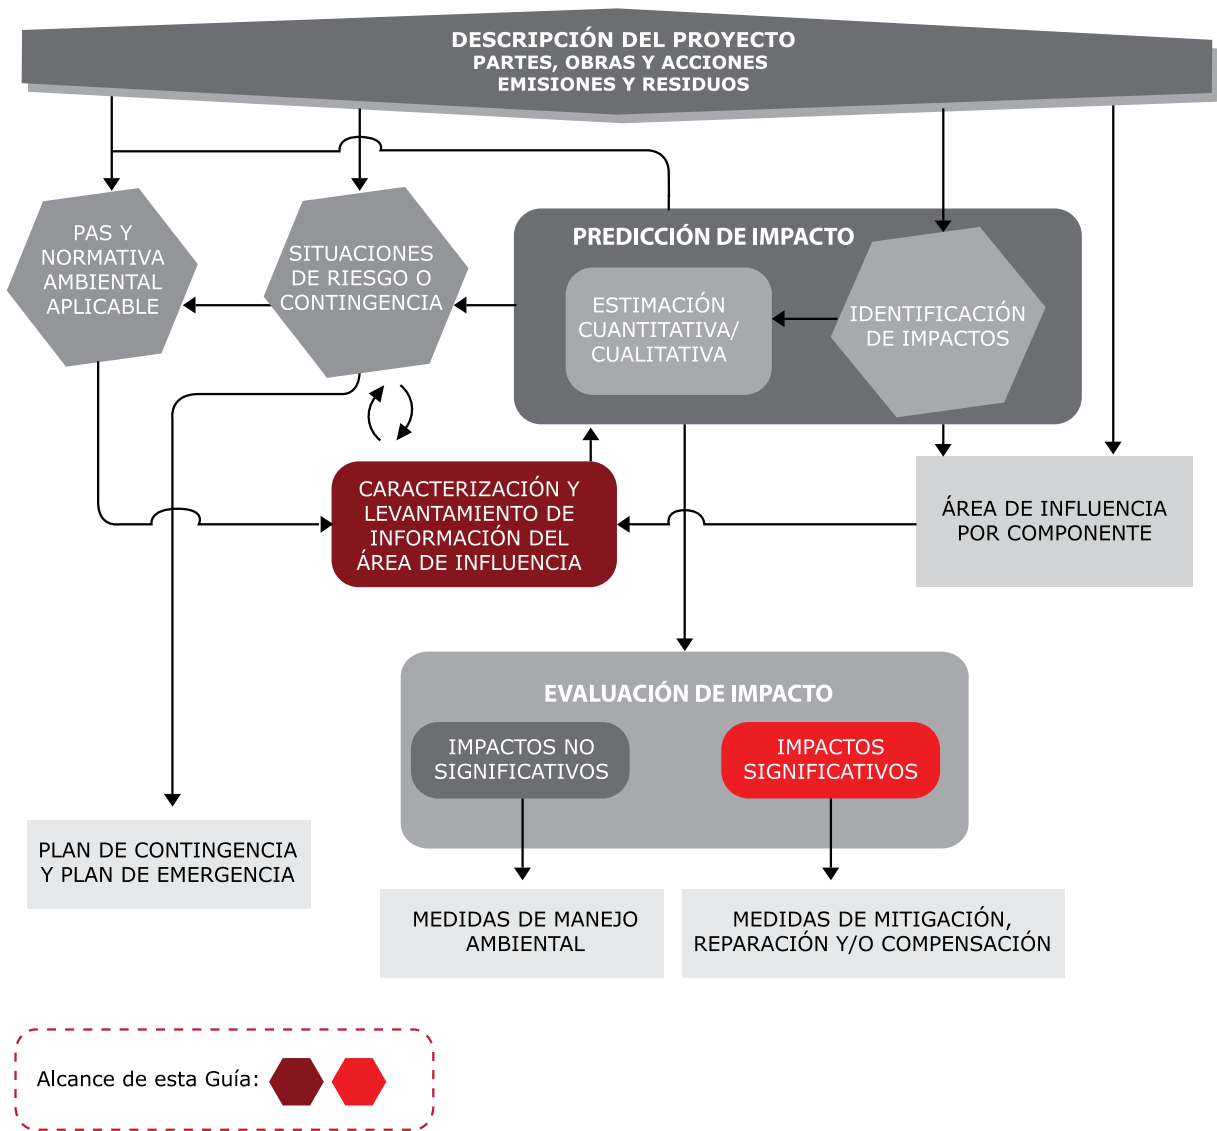 DESCRIPCIÓN DEL PROYECTO
PARTES, OBRAS Y ACCIONES
EMISIONES Y RESIDUOS
PAS Y
NORMATIVA
AMBIENTAL
APLICABLE
SITUACIONES
DE RIESGO O
CONTINGENCIA
PREDICCIÓN DE IMPACTO
ESTIMACIÓN
CUANTITATIVA/
CUALITATIVA
IDENTIFICACIÓN
DE IMPACTOS
CARACTERIZACIÓN Y
LEVANTAMIENTO DE
INFORMACIÓN DEL
ÁREA DE INFLUENCIA
ÁREA DE INFLUENCIA
POR COMPONENTE
EVALUACIÓN DE IMPACTO
IMPACTOS NO
SIGNIFICATIVOS
IMPACTOS
SIGNIFICATIVOS
PLAN DE CONTINGENCIA
Y PLAN DE EMERGENCIA
MEDIDAS DE MANEJO
AMBIENTAL
MEDIDAS DE MITIGACIÓN,
REPARACIÓN Y/O COMPENSACIÓN
Alcance de esta Guía: